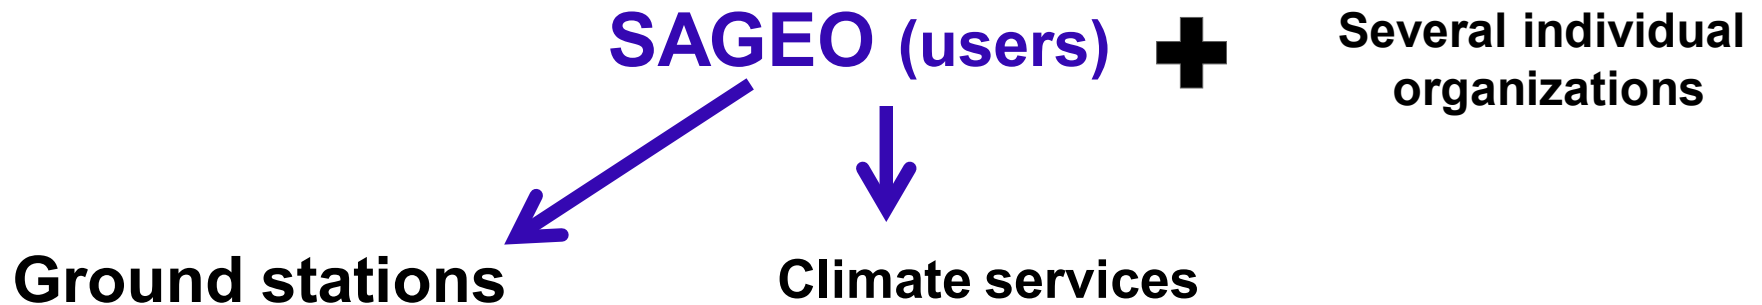 SAGEO (users)
Several individual
organizations
Ground stations
Climate services